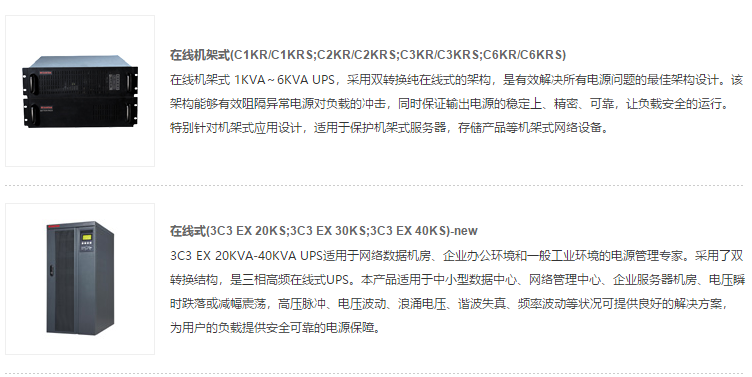 在线机架式(C1KR/C1KRS;C2KR/C2KRS;C3KR/C3KRS;C6KR/C6KRS)
在线机架式 1KVA~6KVA UPS，采用双转换纯在线式的架构，是有效解决所有电源问题的最佳架构设计。该
架构能够有效阻隔异常电源对负载的冲击，同时保证输出电源的稳定上、精密、可靠，让负载安全的运行。
特别针对机架式应用设计，适用于保护机架式服务器，存储产品等机架式网络设备。
在线式(3C3 EX 20KS;3C3 EX 30KS;3C3 EX 40KS)-new
3C3 EX 20KVA-40KVA UPS适用于网络数据机房、企业办公环境和一般工业环境的电源管理专家。采用了双
转换结构，是三相高频在线式UPS。本产品适用于中小型数据中心、网络管理中心、企业服务器机房、电压瞬
时跌落或减幅震荡，高压脉冲、电压波动、浪涌电压、谐波失真、频率波动等状况可提供良好的解决方案，
为用户的负载提供安全可靠的电源保障。